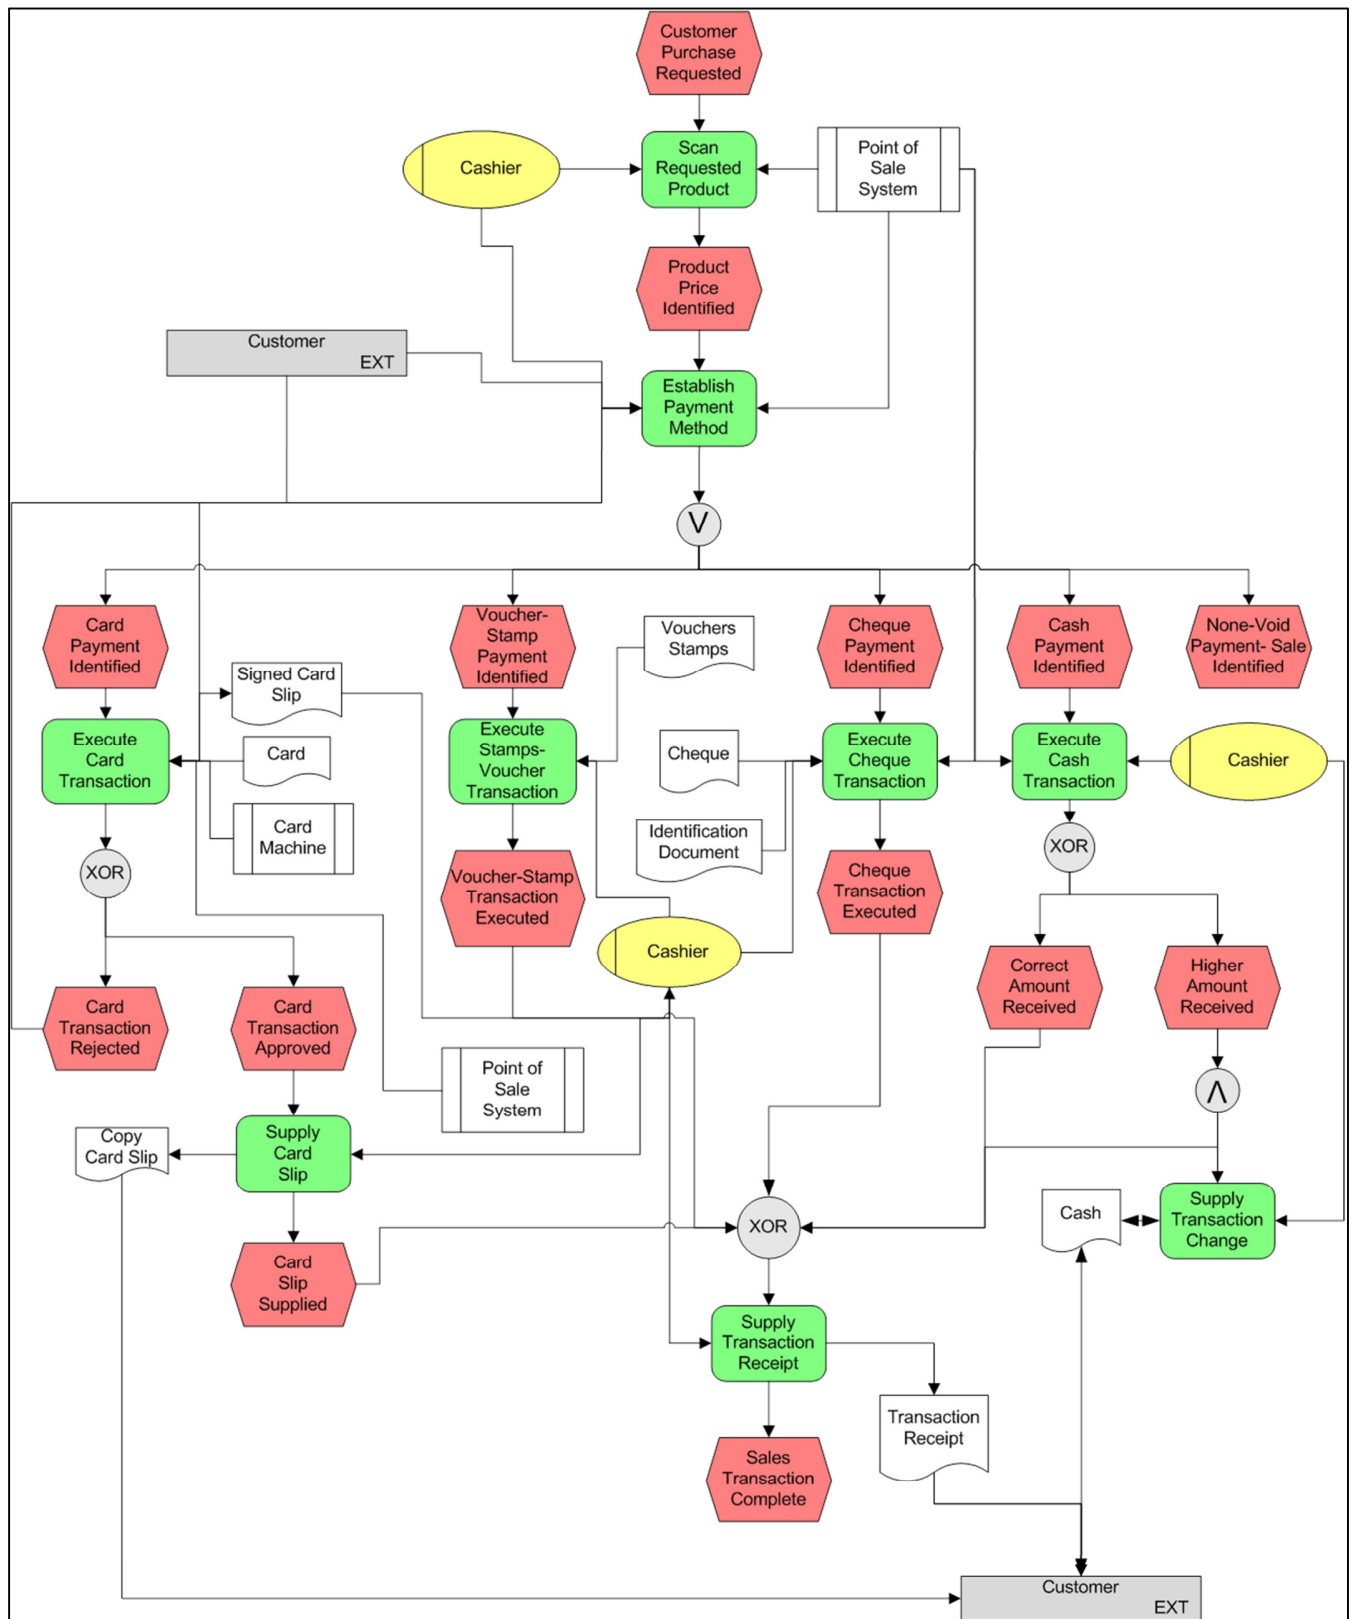 Customer
Purchase
Requested
Cashier
Scan
Requested
Product
Point of
Sale
System
Product
Price
Identified
Customer
EXT
Establish
Payment
Method
V
Card
Payment
Identified
Voucher-
Stamp
Payment
Identified
Vouchers
Stamps
Cheque
Payment
Identified
Cash
Payment
Identified
None-Void
Payment- Sale
Identified
Signed Card
Slip
Execute
Card
Transaction
Card
Card
Machine
Execute
Stamps-
Voucher
Transaction
Cheque
Identification
Document
Execute
Cheque
Transaction
Execute
Cash
Transaction
Cashier
XOR
XOR
Voucher-Stamp
Transaction
Executed
Cheque
Transaction
Executed
Cashier
Correct
Amount
Received
Higher
Amount
Received
Card
Transaction
Rejected
Card
Transaction
Approved
Point of
Sale
System
Λ
Copy
Card Slip
Supply
Card
Slip
XOR
Cash
Supply
Transaction
Change
Card
Slip
Supplied
Supply
Transaction
Receipt
Transaction
Receipt
Sales
Transaction
Complete
Customer
EXT